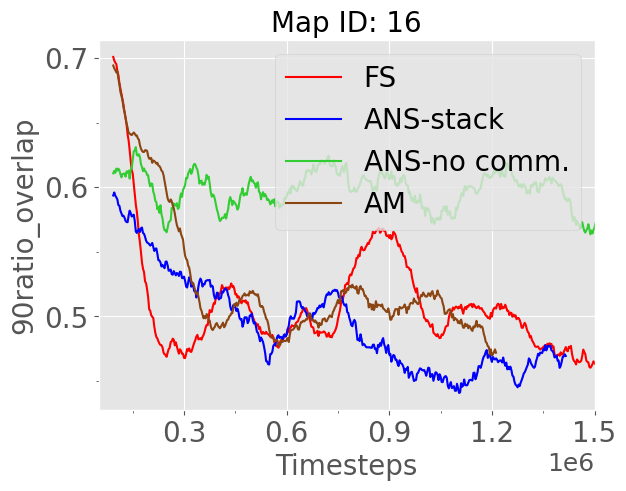 Map ID: 16
90ratio_overlap
0.7
0.6
0.5
FS
ANS-stack
ANS-no comm.
AM
0.3
0.6
0.9
1.2
1.5
Timesteps
1e6